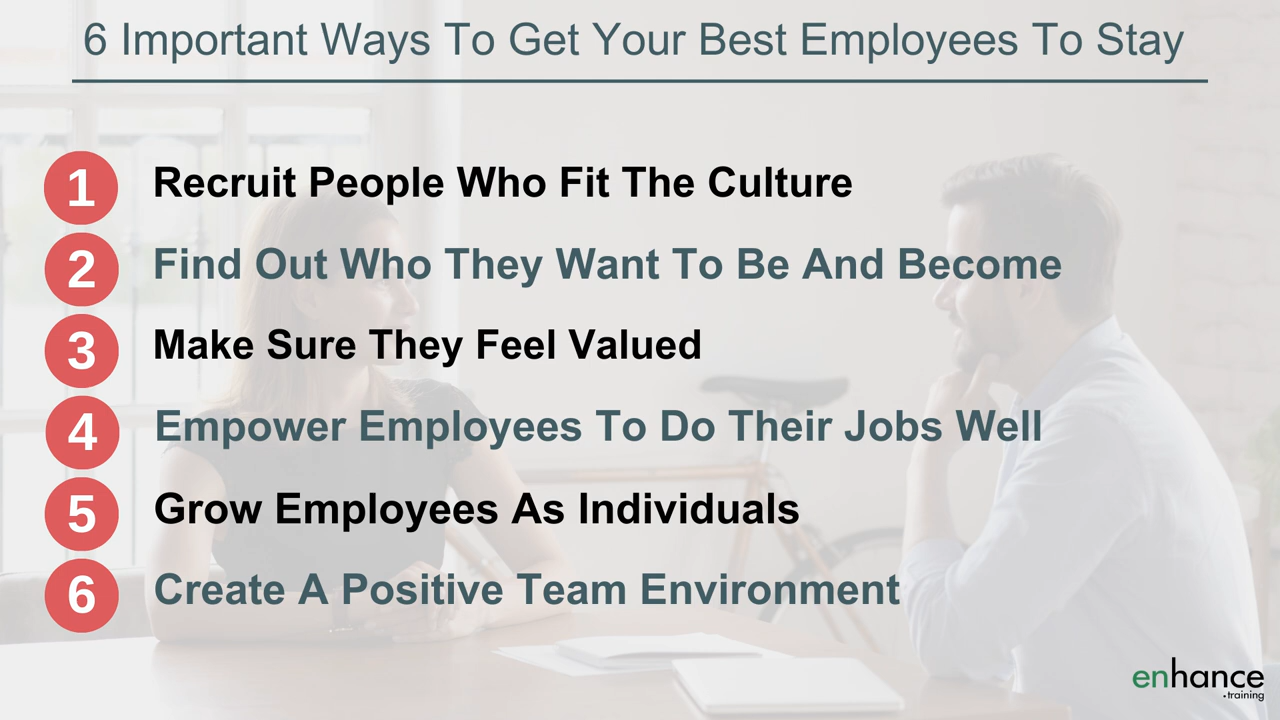 6 Important Ways To Get Your Best Employees To Stay
1 Recruit People Who Fit The Culture
2 Find Out Who They Want To Be And Become
3 Make Sure They Feel Valued
4 Empower Employees To Do Their Jobs Well
5 Grow Employees As Individuals
6 Create A Positive Team Environment
enhance
.training